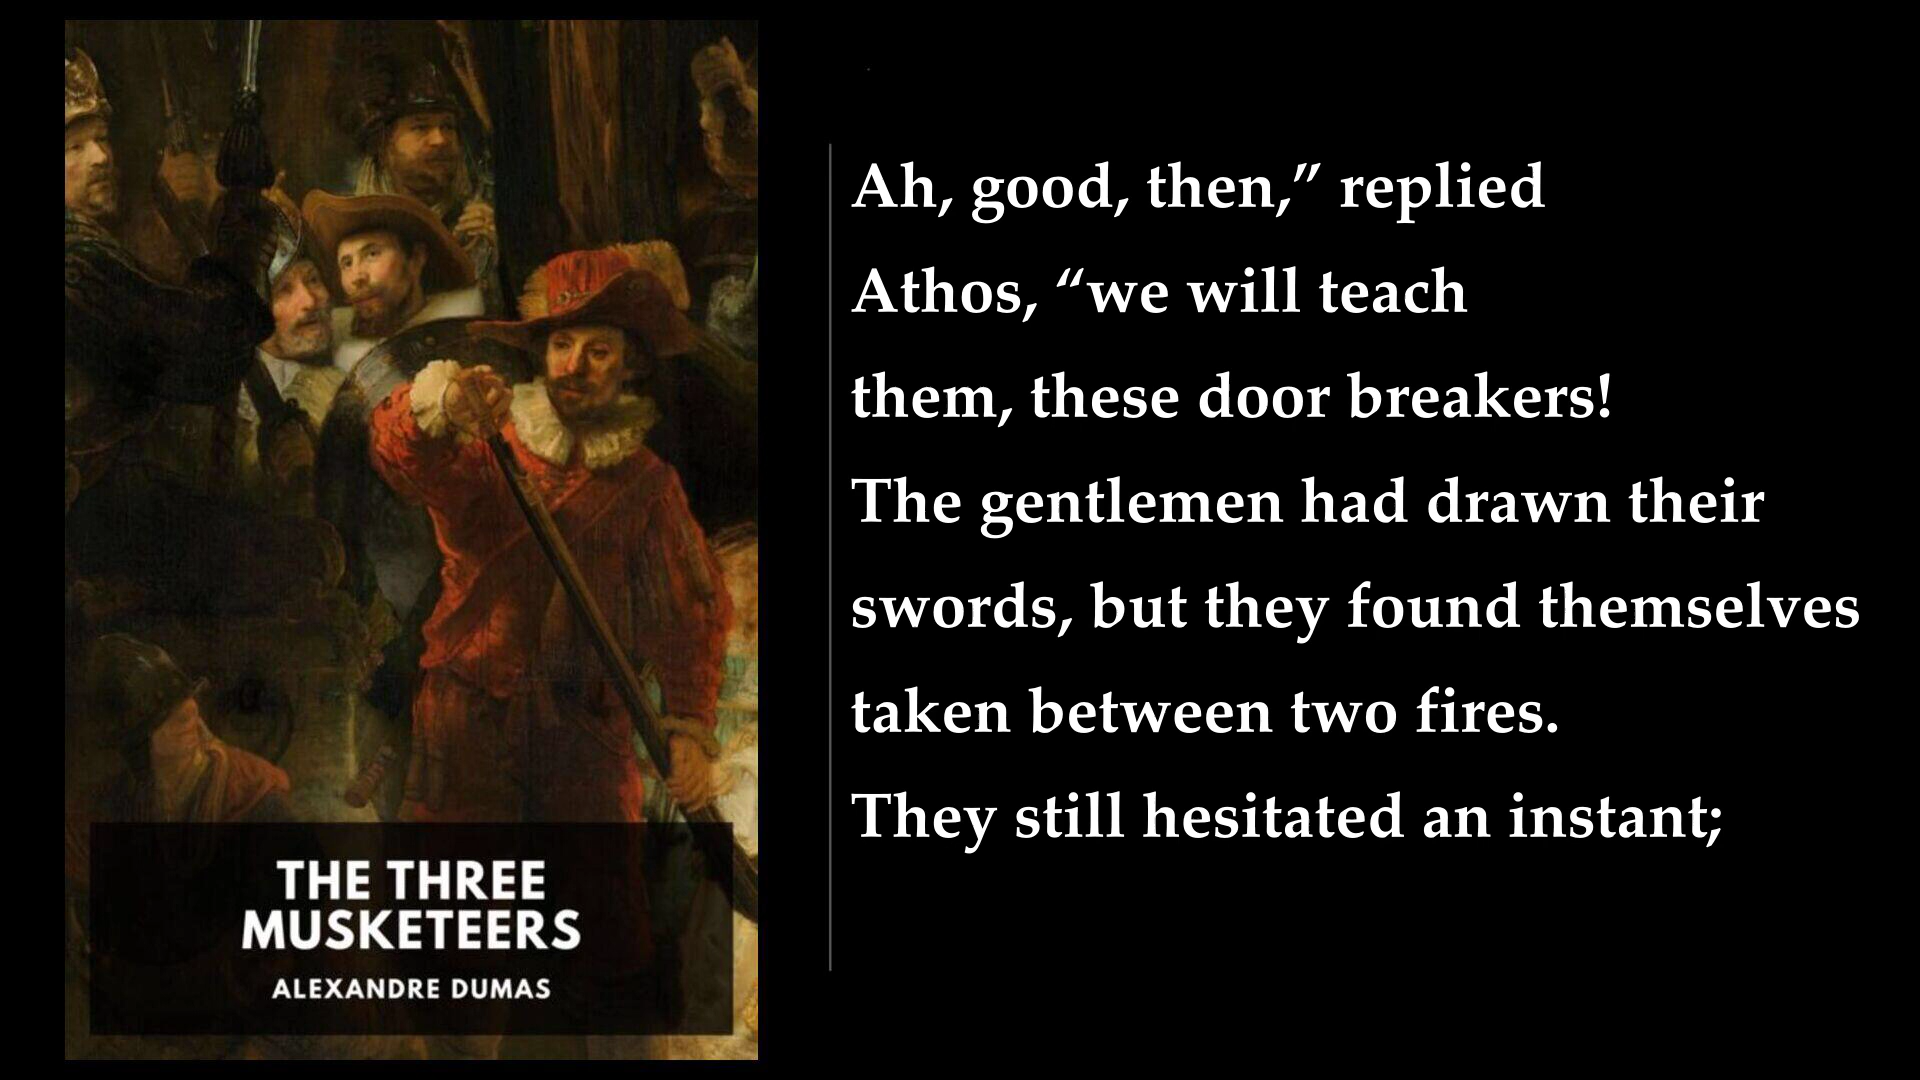 THE THREE
MUSKETEERS
ALEXANDRE DUMAS
Ah, good, then,” replied
Athos, “we will teach
them, these door breakers!
The gentlemen had drawn their
swords, but they found themselves
taken between two fires.
They still hesitated an instant;